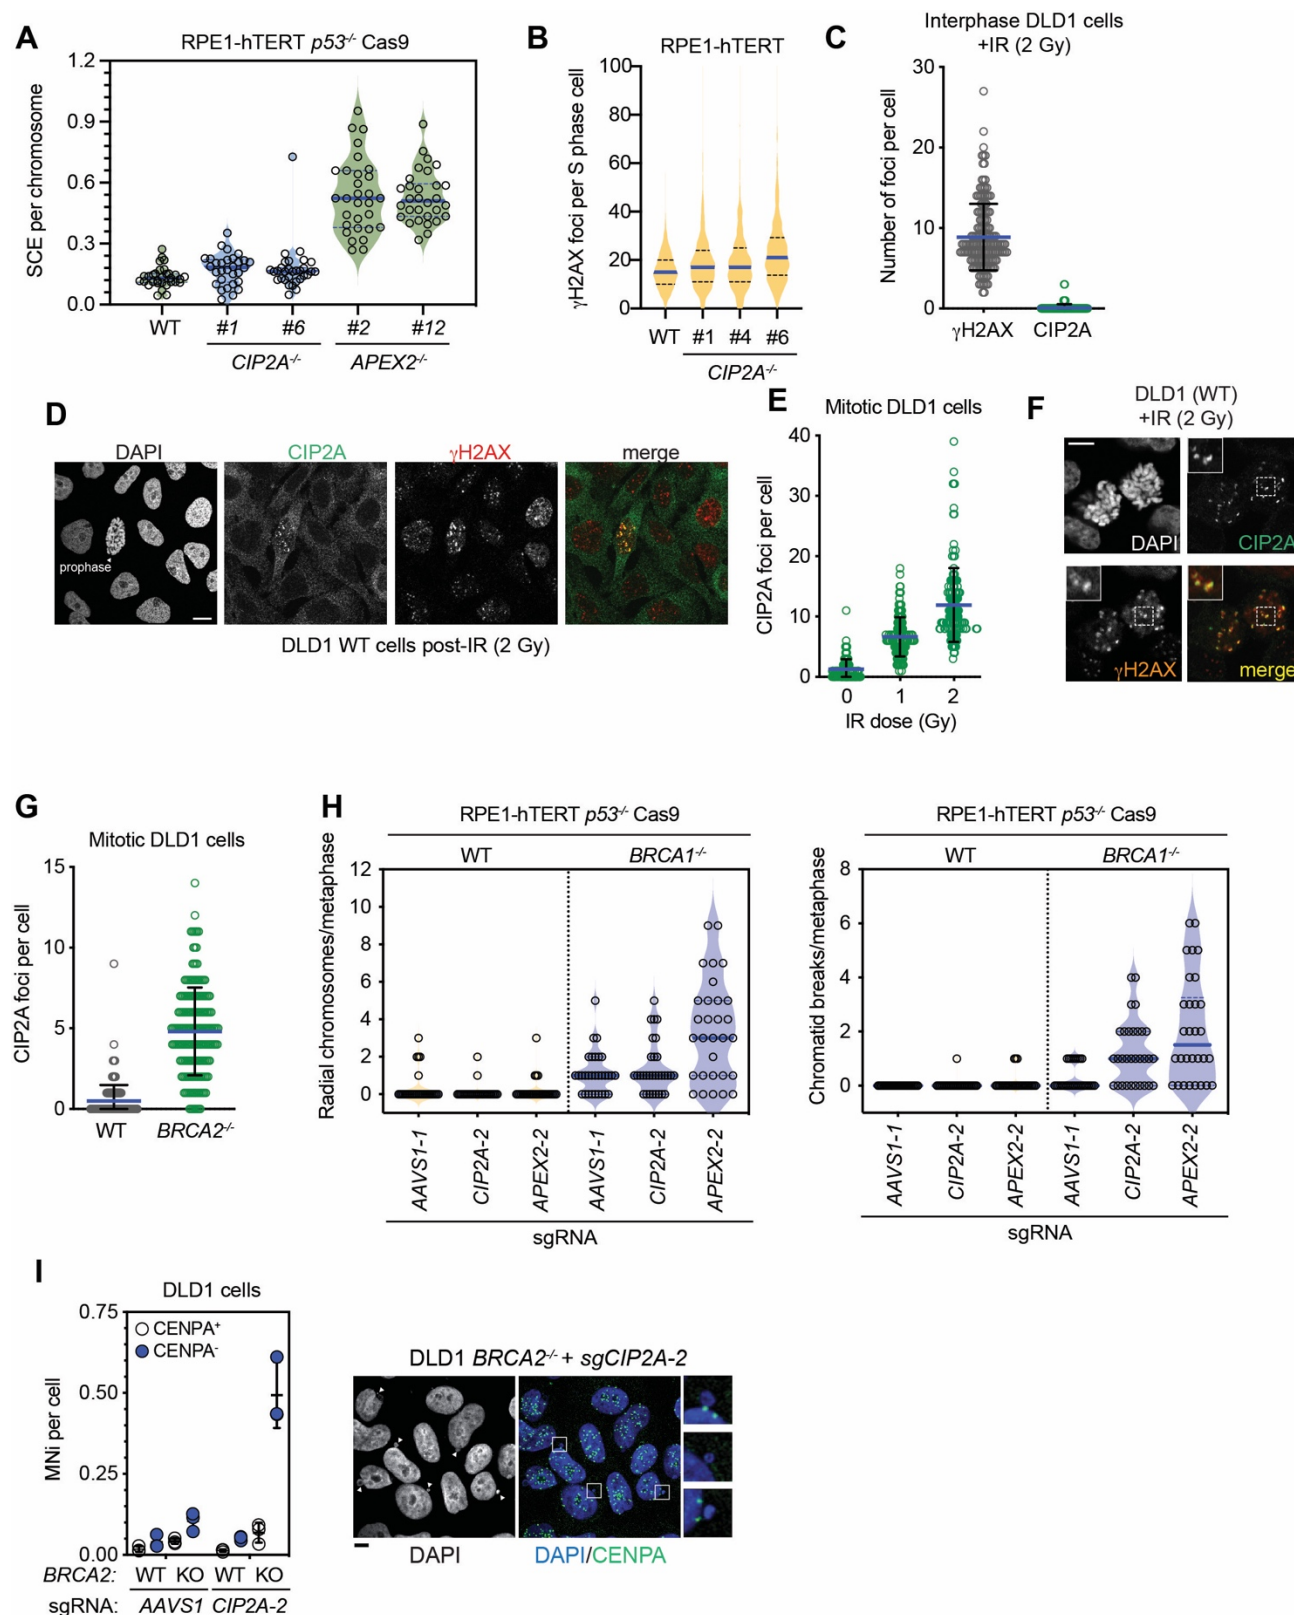 A
RPE1-hTERT p53-/- Cas9
SCE per chromosome
1.2
0.9
0.6
0.3
0.0
WT
#1
#6
#2
#12
CIP2A-/-
APEX2-/-
B
RPE1-hTERT
γH2AX foci per S phase cell
100
80
60
40
20
0
WT
#1
#4
#6
CIP2A-/-
C
Interphase DLD1 cells
+IR (2 Gy)
Number of foci per cell
30
20
10
0
γH2AX
CIP2A
D
DAPI
CIP2A
γH2AX
merge
prophase
DLD1 WT cells post-IR (2 Gy)
E
Mitotic DLD1 cells
CIP2A foci per cell
40
30
20
10
0
0
1
2
IR dose (Gy)
F
DLD1 (WT)
+IR (2 Gy)
DAPI
CIP2A
γH2AX
merge
G
Mitotic DLD1 cells
CIP2A foci per cell
15
10
5
0
WT
BRCA2-/-
H
RPE1-hTERT p53-/- Cas9
WT
BRCA1-/-
Radial chromosomes/metaphase
12
10
8
6
4
2
0
AAVS1-1
CIP2A-2
APEX2-2
AAVS1-1
CIP2A-2
APEX2-2
sgRNA
RPE1-hTERT p53-/- Cas9
WT
BRCA1-/-
Chromatid breaks/metaphase
8
6
4
2
0
AAVS1-1
CIP2A-2
APEX2-2
AAVS1-1
CIP2A-2
APEX2-2
sgRNA
I
DLD1 cells
MNi per cell
0.75
0.50
0.25
0.00
CENPA+
CENPA-
BRCA2: WT KO WT KO
sgRNA: AAVS1 CIP2A-2
DLD1 BRCA2-/- + sgCIP2A-2
DAPI
DAPI/CENPA